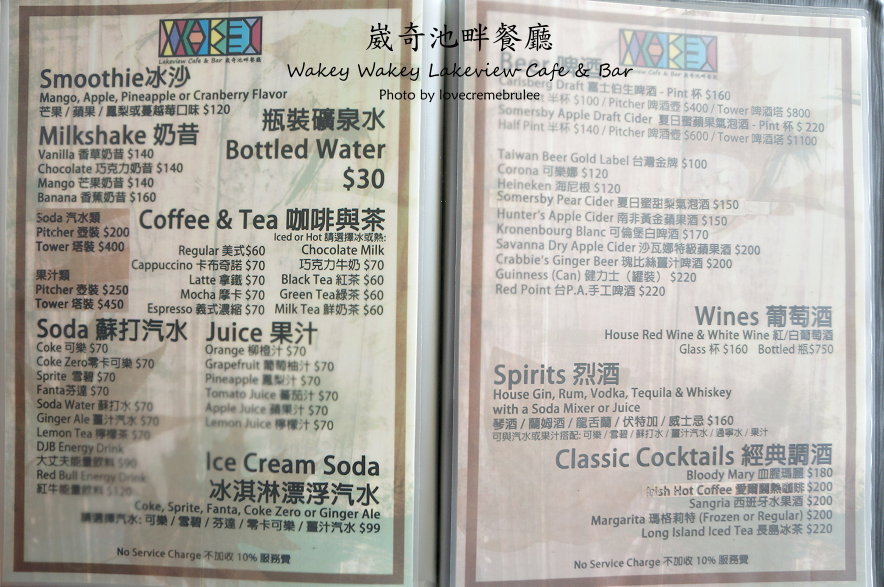 WAKEY
Lakeview Cafe & Bar 崴奇池畔餐廳
崴奇池畔餐廳
Wakey Wakey Lakeview Cafe & Bar
Photo by lovecremebrulee
Smoothie冰沙
Mango, Apple, Pineapple or Cranberry Flavor
芒果 / 蘋果 / 鳳梨或蔓越莓口味 $120
瓶裝礦泉水
Bottled Water
$30
Milkshake 奶昔
Vanilla 香草奶昔 $140
Chocolate 巧克力奶昔 $140
Mango 芒果奶昔 $140
Banana 香蕉奶昔 $160
Soda 汽水類
Pitcher 壺裝 $200
Tower 塔裝 $400
果汁類
Pitcher 壺裝 $250
Tower 塔裝 $450
Coffee & Tea 咖啡與茶
Iced or Hot 請選擇冰或熱:
Regular 美式$60
Cappuccino 卡布奇諾 $70
Latte 拿鐵 $70
Mocha 摩卡 $70
Espresso 義式濃縮 $70
Chocolate Milk
巧克力牛奶 $70
Black Tea 紅茶 $60
Green Tea綠茶 $60
Milk Tea 鮮奶茶 $60
Soda 蘇打汽水
Coke 可樂 $70
Coke Zero零卡可樂 $70
Sprite 雪碧 $70
Fanta芬達 $70
Soda Water 蘇打水 $70
Ginger Ale 薑汁汽水 $70
Lemon Tea 檸檬茶 $70
DJB Energy Drink
大丈夫能量飲料 $90
Red Bull Energy Drink
紅牛能量飲料 $120
Juice 果汁
Orange 柳橙汁 $70
Grapefruit 葡萄柚汁 $70
Pineapple 鳳梨汁 $70
Tomato Juice 蕃茄汁 $70
Apple Juice 蘋果汁 $70
Lemon Juice 檸檬汁 $70
Ice Cream Soda
冰淇淋漂浮汽水
Coke, Sprite, Fanta, Coke Zero or Ginger Ale
請選擇汽水: 可樂 / 雪碧 / 芬達 / 零卡可樂 / 薑汁汽水 $99
No Service Charge 不加收 10% 服務費
WAKEY
Lakeview Cafe & Bar 崴奇池畔餐廳
Beers 啤酒
Carlsberg Draft 嘉士伯生啤酒 - Pint 杯 $160
Half Pint 半杯 $100 / Pitcher 啤酒壺 $400 / Tower 啤酒塔 $800
Somersby Apple Draft Cider 夏日蜜蘋果氣泡酒 - Pint 杯 $ 220
Half Pint 半杯 $140 / Pitcher 啤酒壺 $600 / Tower 啤酒塔 $1100
Taiwan Beer Gold Label 台灣金牌 $100
Corona 可樂娜 $120
Heineken 海尼根 $120
Somersby Pear Cider 夏日蜜甜梨氣泡酒 $150
Hunter's Apple Cider 南非黃金蘋果酒 $150
Kronenbourg Blanc 可倫堡白啤酒 $170
Savanna Dry Apple Cider 沙瓦娜特級蘋果酒 $200
Crabbie's Ginger Beer 瑰比絲薑汁啤酒 $200
Guinness (Can) 健力士（罐裝） $220
Red Point 台P.A.手工啤酒 $220
Wines 葡萄酒
House Red Wine & White Wine 紅/白葡萄酒
Glass 杯 $160 Bottled 瓶$750
Spirits 烈酒
House Gin, Rum, Vodka, Tequila & Whiskey
with a Soda Mixer or Juice
琴酒 / 蘭姆酒 / 龍舌蘭 / 伏特加 / 威士忌 $160
可與汽水或果汁搭配: 可樂 / 雪碧 / 蘇打水 / 薑汁汽水 / 通寧水 / 果汁
Classic Cocktails 經典調酒
Bloody Mary 血腥瑪麗 $180
Irish Hot Coffee 愛爾蘭熱咖啡 $200
Sangria 西班牙水果酒 $200
Margarita 瑪格莉特 (Frozen or Regular) $200
Long Island Iced Tea 長島冰茶 $220
No Service Charge 不加收 10% 服務費